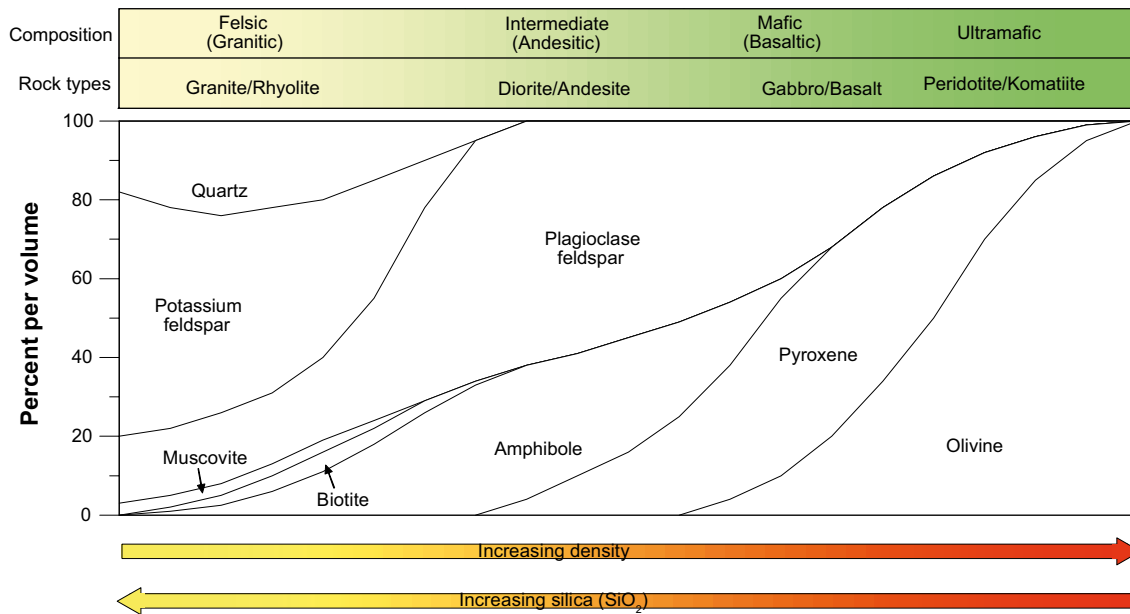 Composition
Felsic
(Granitic)
Intermediate
(Andesitic)
Mafic
(Basaltic)
Ultramafic
Rock types
Granite/Rhyolite
Diorite/Andesite
Gabbro/Basalt
Peridotite/Komatiite
Percent per volume
100
80
60
40
20
0
Quartz
Potassium
feldspar
Plagioclase
feldspar
Pyroxene
Muscovite
Biotite
Amphibole
Olivine
Increasing density
Increasing silica (SiO₂)